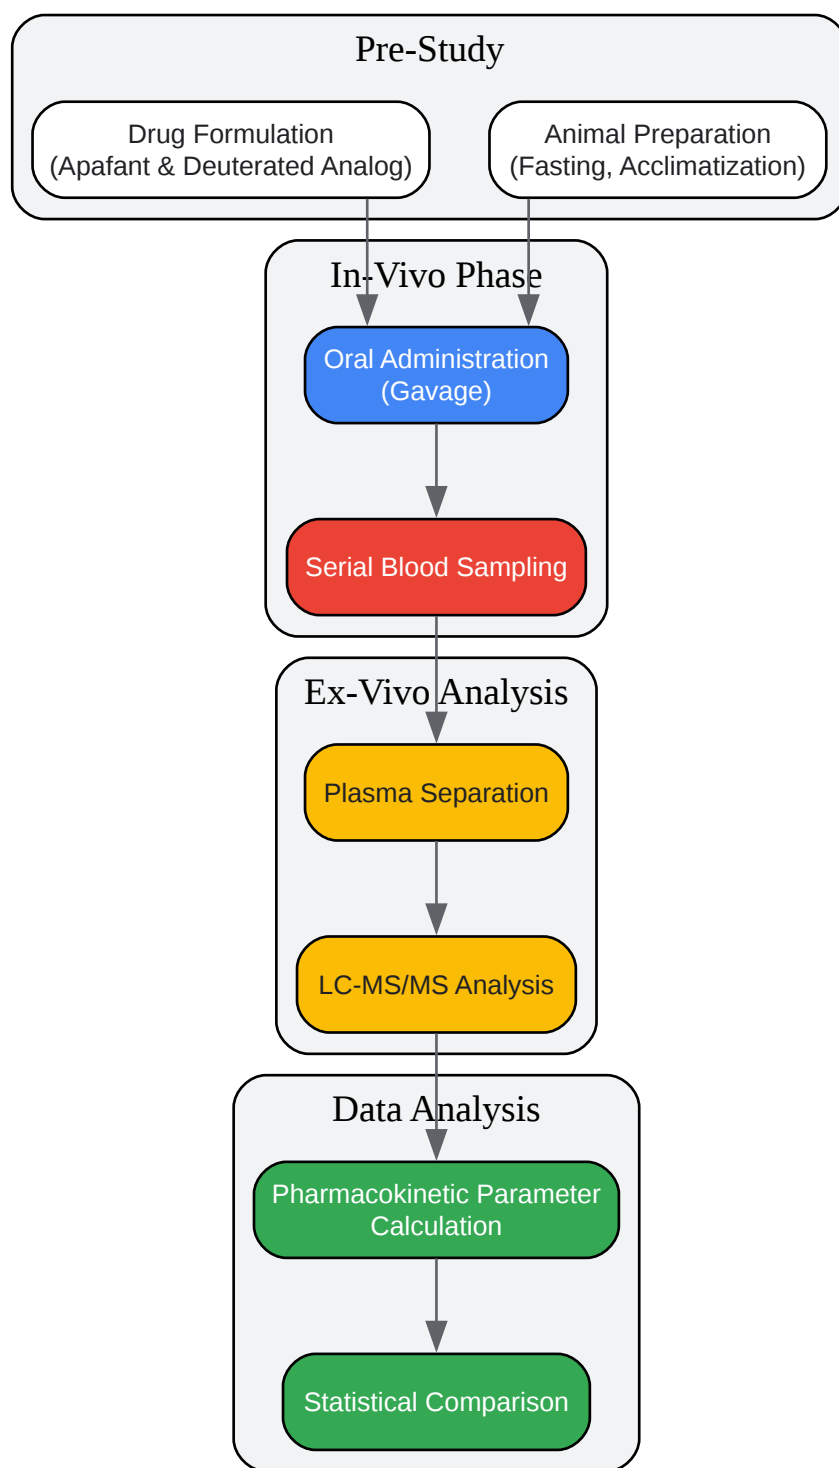 Pre-Study
Drug Formulation
(Apafant & Deuterated Analog)
Animal Preparation
(Fasting, Acclimatization)
In-Vivo Phase
Oral Administration
(Gavage)
Serial Blood Sampling
Ex-Vivo Analysis
Plasma Separation
LC-MS/MS Analysis
Data Analysis
Pharmacokinetic Parameter
Calculation
Statistical Comparison